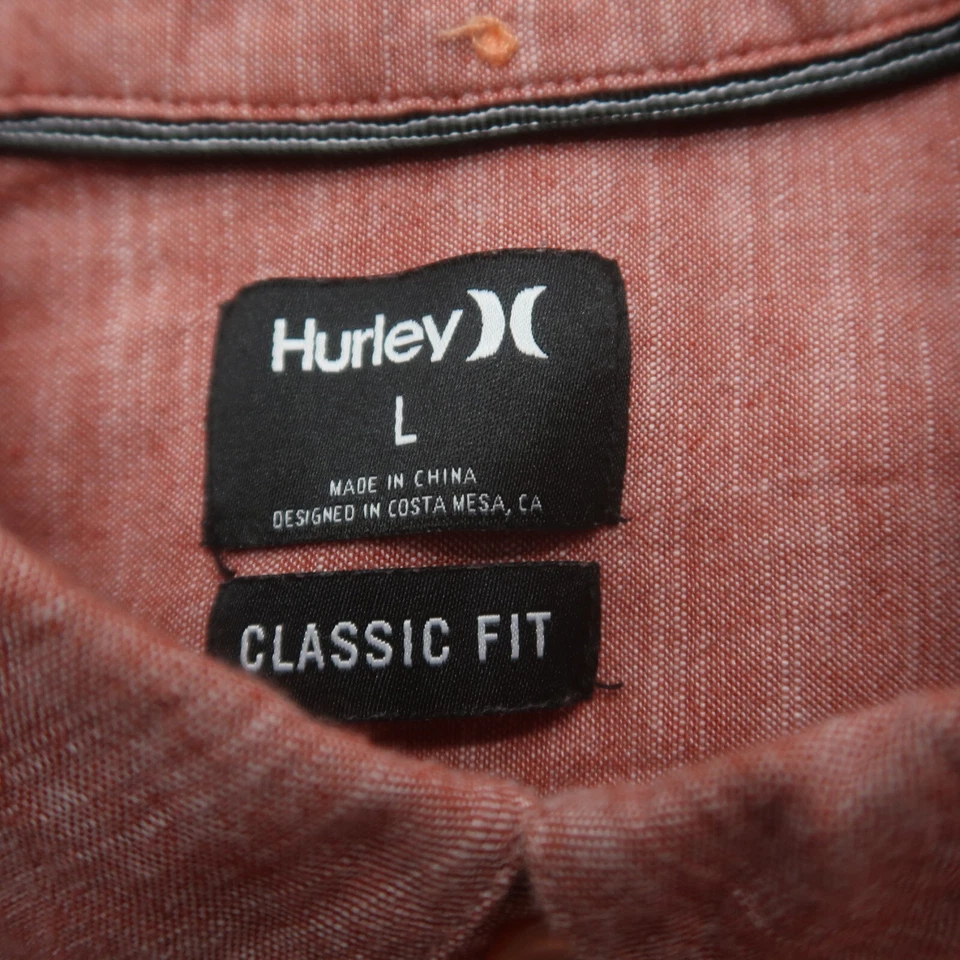 Hurley
L
MADE IN CHINA
DESIGNED IN COSTA MESA, CA
CLASSIC FIT